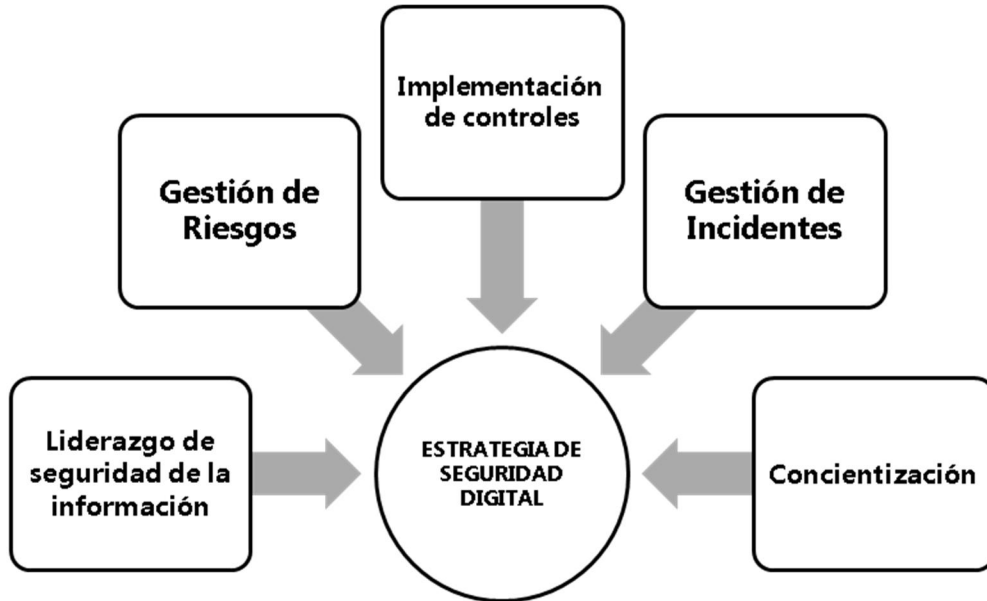 Implementación
de controles
Gestión de
Riesgos
Gestión de
Incidentes
Liderazgo de
seguridad de la
información
ESTRATEGIA DE
SEGURIDAD
DIGITAL
Concientización